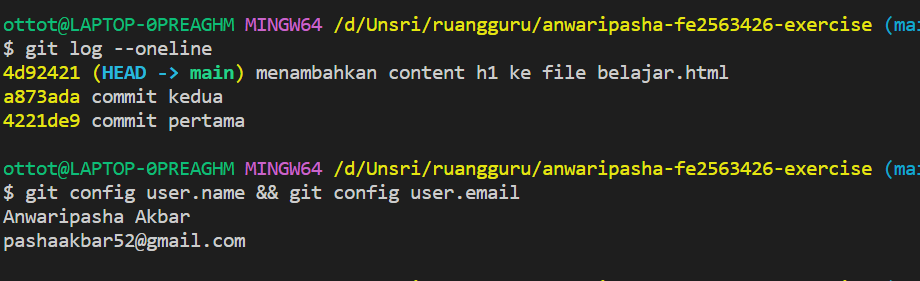 ottot@LAPTOP-0PREAGHM MINGW64 /d/Unsri/ruangguru/anwaripasha-fe2563426-exercise (mai
$ git log --oneline
4d92421 (HEAD -> main) menambahkan content h1 ke file belajar.html
a873ada commit kedua
4221de9 commit pertama
ottot@LAPTOP-0PREAGHM MINGW64 /d/Unsri/ruangguru/anwaripasha-fe2563426-exercise (mai
$ git config user.name && git config user.email
Anwaripasha Akbar
pashaakbar52@gmail.com